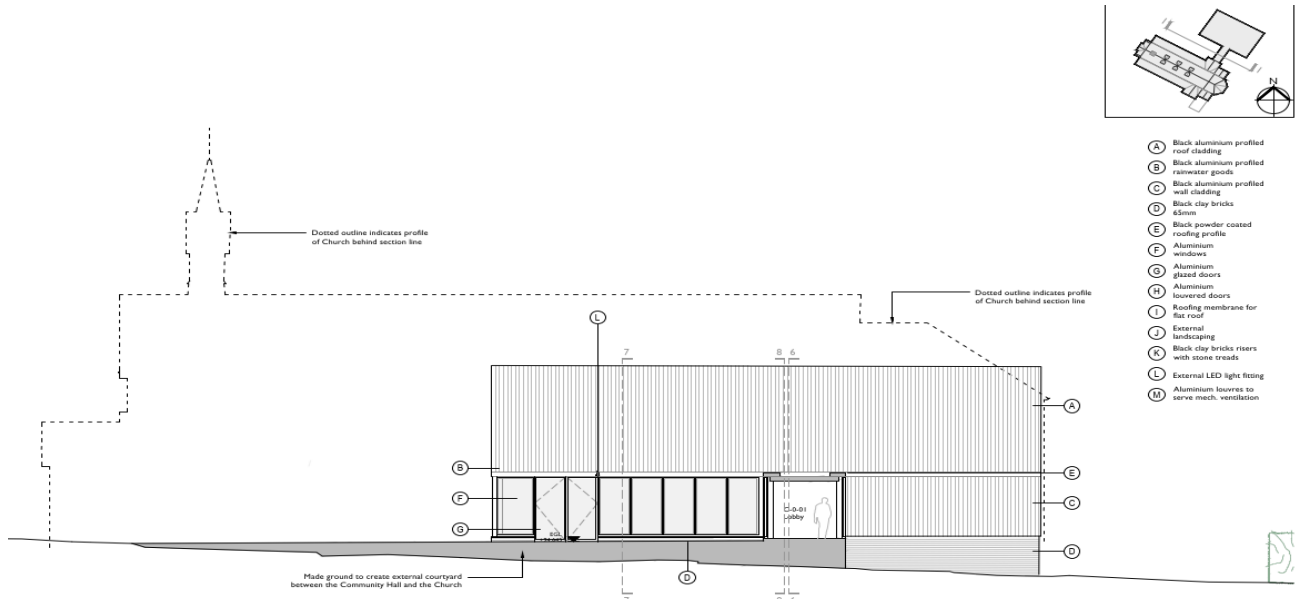 N
A Black aluminium profiled
roof cladding
B Black aluminium profiled
rainwater goods
C Black aluminium profiled
wall cladding
D Black clay bricks
65mm
E Black powder coated
roofing profile
F Aluminium
windows
G Aluminium
glazed doors
H Aluminium
louvered doors
I Roofing membrane for
flat roof
J External
landscaping
K Black clay bricks risers
with stone treads
L External LED light fitting
M Aluminium louvres to
serve mech. ventilation
Dotted outline indicates profile
of Church behind section line
Dotted outline indicates profile
of Church behind section line
L
7
8 6
A
B
E
F
C
Lobby
G
D
D
Made ground to create external courtyard
between the Community Hall and the Church